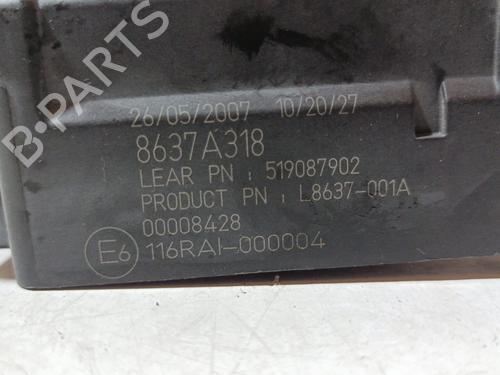 B-PARTS
26/05/2007 10/20/27
8637A318
LEAR PN : 519087902
PRODUCT PN : L8637-001A
00008428
E6 116RAI-000004